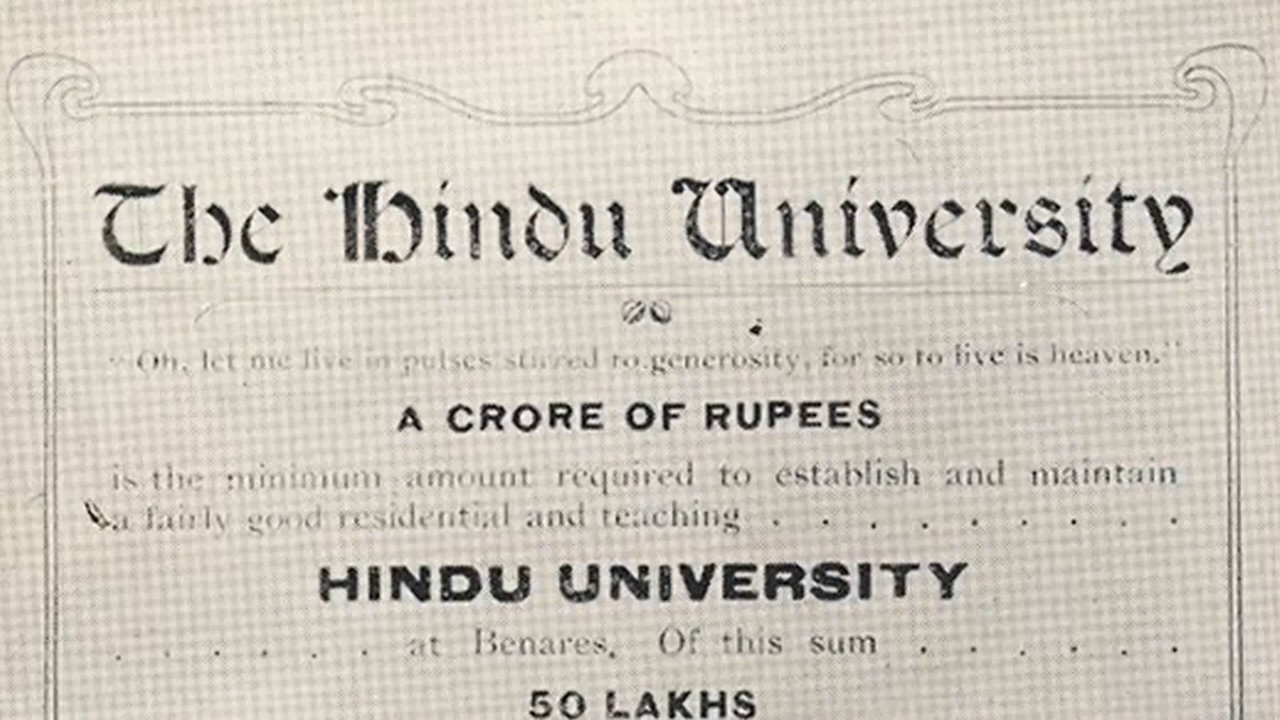 The Hindu University
"Oh, let me live in pulses stirred to generosity, for so to live is heaven."
A CRORE OF RUPEES
is the minimum amount required to establish and maintain
a fairly good residential and teaching . . . . . . . . .
HINDU UNIVERSITY
. . . . . . at Benares. Of this sum . . . . . .
50 LAKHS